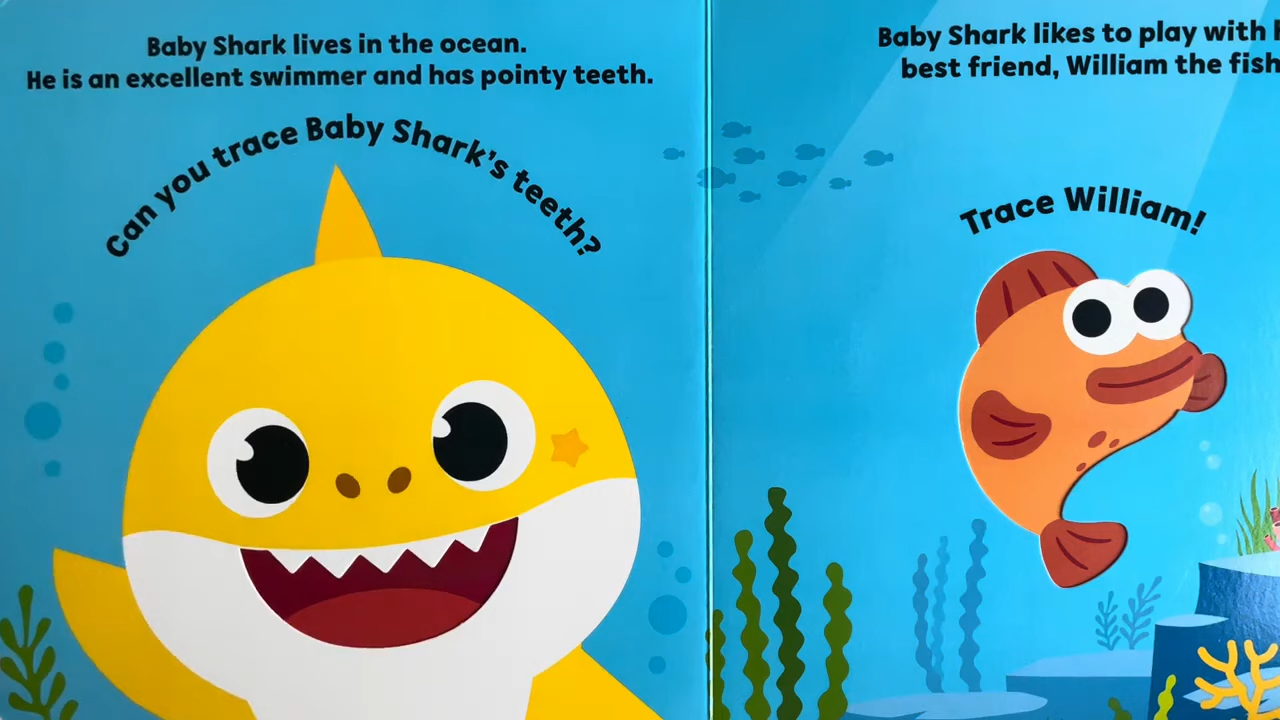 Baby Shark lives in the ocean.
He is an excellent swimmer and has pointy teeth.
Can you trace Baby Shark's teeth?
Baby Shark likes to play with
best friend, William the fish
Trace William!